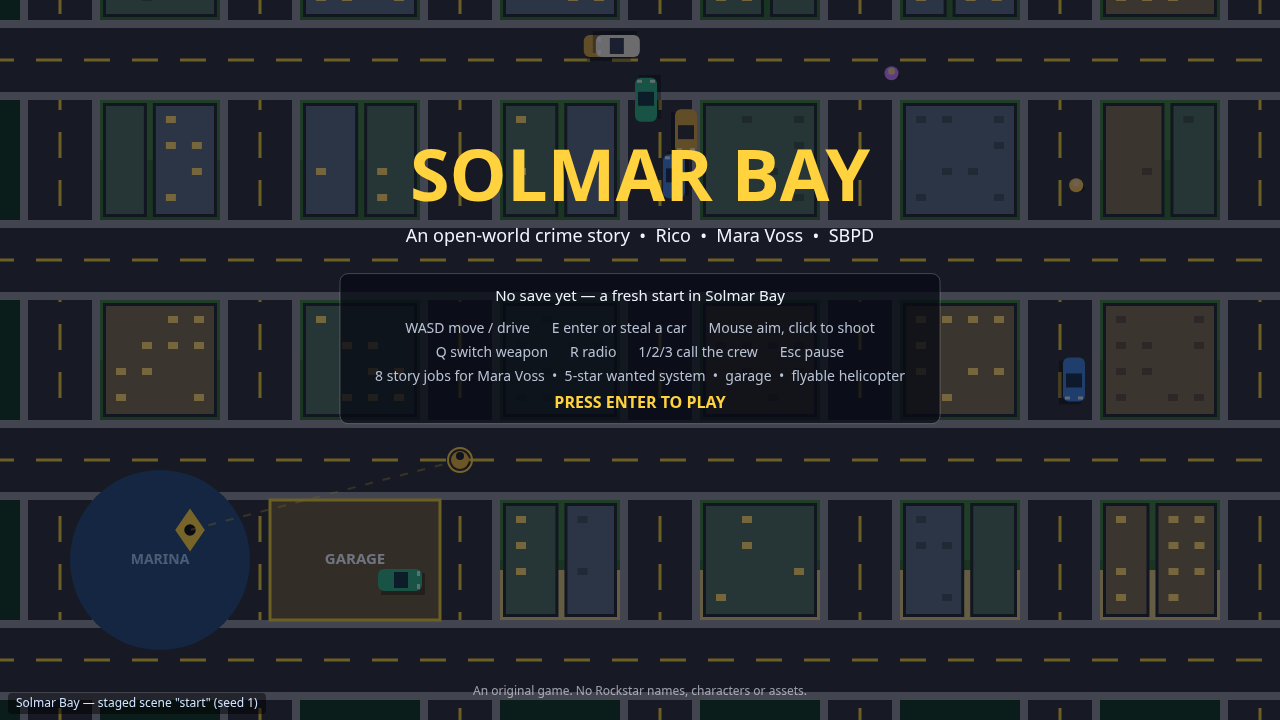 SOLMAR BAY
An open-world crime story • Rico • Mara Voss • SBPD
No save yet — a fresh start in Solmar Bay
WASD move / drive E enter or steal a car Mouse aim, click to shoot
Q switch weapon R radio 1/2/3 call the crew Esc pause
8 story jobs for Mara Voss • 5-star wanted system • garage • flyable helicopter
PRESS ENTER TO PLAY
MARINA
GARAGE
An original game. No Rockstar names, characters or assets.
Solmar Bay — staged scene "start" (seed 1)